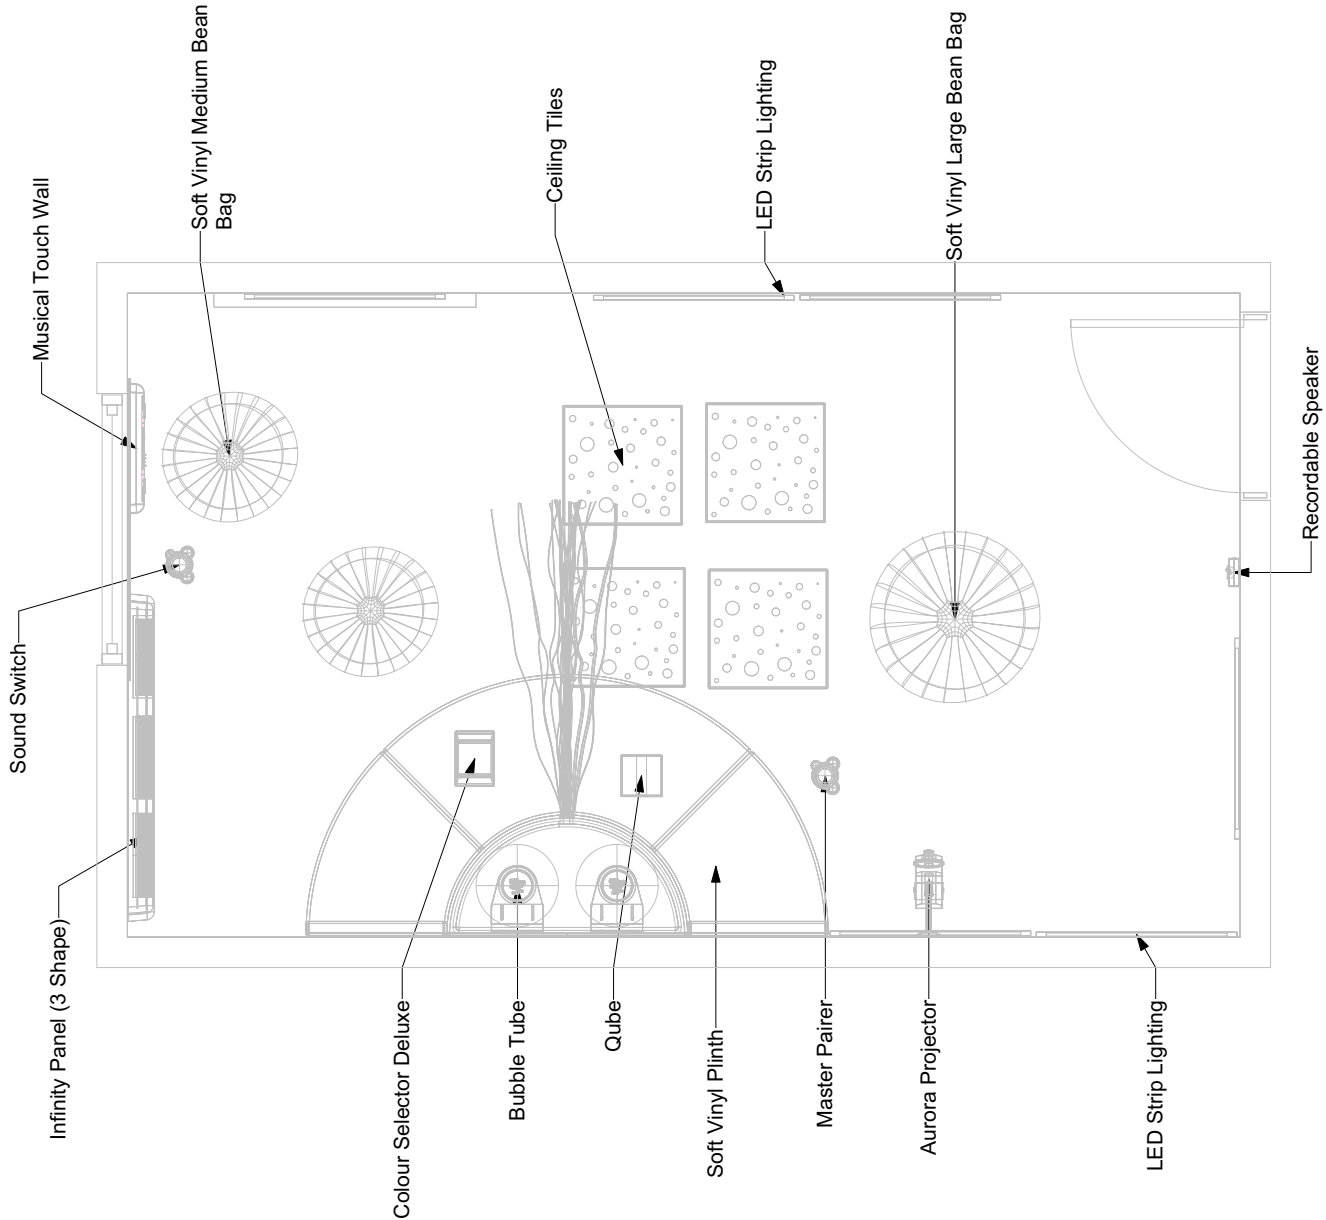 Musical Touch Wall
Soft Vinyl Medium Bean
Bag
Ceiling Tiles
LED Strip Lighting
Soft Vinyl Large Bean Bag
Recordable Speaker
Sound Switch
Infinity Panel (3 Shape)
Colour Selector Deluxe
Bubble Tube
Qube
Soft Vinyl Plinth
Master Pairer
Aurora Projector
LED Strip Lighting